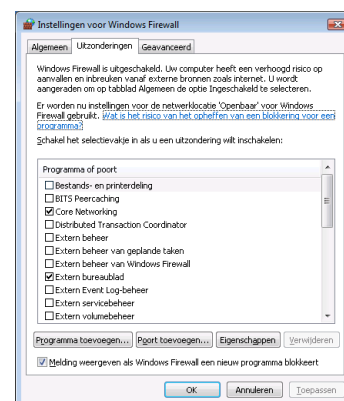 Instellingen voor Windows Firewall
Algemeen Uitzonderingen Geavanceerd
Windows Firewall is uitgeschakeld. Uw computer heeft een verhoogd risico op
aanvallen en inbreuken vanaf externe bronnen zoals internet. U wordt
aangeraden om op tabblad Algemeen de optie Ingeschakeld te selecteren.
Er worden nu instellingen voor de netwerklocatie 'Openbaar' voor Windows
Firewall gebruikt. Wat is het risico van het opheffen van een blokkering voor een
programma?
Schakel het selectievakje in als u een uitzondering wilt inschakelen:
Programma of poort
Bestands- en printerdeling
BITS Peercaching
Core Networking
Distributed Transaction Coordinator
Extern beheer
Extern beheer van geplande taken
Extern beheer van Windows Firewall
Extern bureaublad
Extern Event Log-beheer
Extern servicebeheer
Extern volumebeheer
Programma toevoegen... Poort toevoegen... Eigenschappen Verwijderen
Melding weergeven als Windows Firewall een nieuw programma blokkeert
OK Annuleren Toepassen